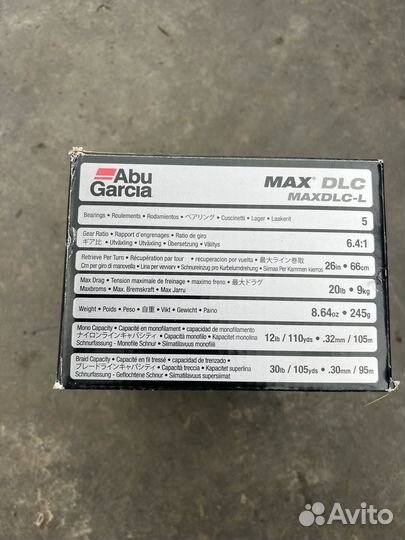 Abu
Garcia
MAX® DLC
MAXDLC-L
Bearings • Roulements • Rodamientos • ベアリング • Cuscinetti • Lager • Laakerit
5
Gear Ratio • Rapport d'engrenages • Ratio de giro
ギア比 • Utväxling • Übersetzung • Välitys
6.4:1
Retrieve Per Turn • Récupération par tour • recuperacion por vuelta • 最大ライン巻取
Cm per giro di manovella • Lina per vevvarv • Schnureinzug pro Kurbelumdrehung • Siimaa Per Kammen kierros
26in • 66cm
Max Drag • Tension maximale de freinage • maximo freno • 最大ドラグ
Maxbroms • Max. Bremskraft • Max Jarru
20lb • 9kg
Weight • Poids • Peso • 自重 • Vikt • Gewicht • Paino
8.64oz • 245g
Mono Capacity • Capacité en monofilament • capacidad de monofilamento
ナイロンラインキャパシティ • Capacità monofilo • Kapacitet monolina
Schnurfassung - Monofile Schnur • Siimatilavuus monofiili
12lb / 110yds • .32mm / 105m
Braid Capacity • Capacité en fil tressé • capacidad de trenzado
ブレードラインキャパシティ • Capacità treccia • Kapacitet superlina
Schnurfassung - Geflochtene Schnur • Siimatilavuus supersiimat
30lb / 105yds • .30mm / 95m
Avito